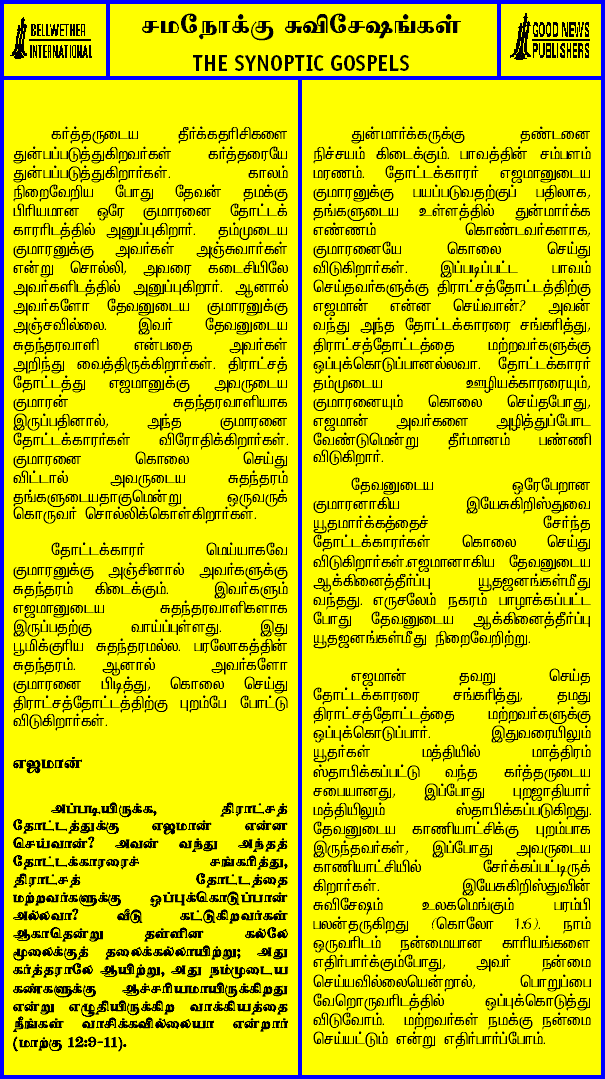 BELLWETHER
INTERNATIONAL
சமநோக்கு சுவிசேஷங்கள்
THE SYNOPTIC GOSPELS
GOOD NEWS
PUBLISHERS
கர்த்தருடைய தீர்க்கதரிசிகளை
துன்பப்படுத்துகிறவர்கள் கர்த்தரையே
துன்பப்படுத்துகிறார்கள். காலம்
நிறைவேறிய போது தேவன் தமக்கு
பிரியமான ஒரே குமாரனை தோட்டக்
காரரிடத்தில் அனுப்புகிறார். தம்முடைய
குமாரனுக்கு அவர்கள் அஞ்சுவார்கள்
என்று சொல்லி, அவரை கடைசியிலே
அவர்களிடத்தில் அனுப்புகிறார். ஆனால்
அவர்களோ தேவனுடைய குமாரனுக்கு
அஞ்சவில்லை. இவர் தேவனுடைய
சுதந்தரவாளி என்பதை அவர்கள்
அறிந்து வைத்திருக்கிறார்கள். திராட்சத்
தோட்டத்து எஜமானுக்கு அவருடைய
குமாரன் சுதந்தரவாளியாக
இருப்பதினால், அந்த குமாரனை
தோட்டக்காரர்கள் விரோதிக்கிறார்கள்.
குமாரனை கொலை செய்து
விட்டால் அவருடைய சுதந்தரம்
தங்களுடையதாகுமென்று ஒருவருக்
கொருவர் சொல்லிக்கொள்கிறார்கள்.
தோட்டக்காரர் மெய்யாகவே
குமாரனுக்கு அஞ்சினால் அவர்களுக்கு
சுதந்தரம் கிடைக்கும். இவர்களும்
எஜமானுடைய சுதந்தரவாளிகளாக
இருப்பதற்கு வாய்ப்புள்ளது. இது
பூமிக்குரிய சுதந்தரமல்ல. பரலோகத்தின்
சுதந்தரம். ஆனால் அவர்களோ
குமாரனை பிடித்து, கொலை செய்து
திராட்சத்தோட்டத்திற்கு புறம்பே போட்டு
விடுகிறார்கள்.
எஜமான்
அப்படியிருக்க, திராட்சத்
தோட்டத்துக்கு எஜமான் என்ன
செய்வான்? அவன் வந்து அந்தத்
தோட்டக்காரரைச் சங்கரித்து,
திராட்சத் தோட்டத்தை
மற்றவர்களுக்கு ஒப்புக்கொடுப்பான்
அல்லவா? வீடு கட்டுகிறவர்கள்
ஆகாதென்று தள்ளின கல்லே
மூலைக்குத் தலைக்கல்லாயிற்று; அது
கர்த்தராலே ஆயிற்று, அது நம்முடைய
கண்களுக்கு ஆச்சரியமாயிருக்கிறது
என்று எழுதியிருக்கிற வாக்கியத்தை
நீங்கள் வாசிக்கவில்லையா என்றார்
(மாற்கு 12:9-11).
துன்மார்க்கருக்கு தண்டனை
நிச்சயம் கிடைக்கும். பாவத்தின் சம்பளம்
மரணம். தோட்டக்காரர் எஜமானுடைய
குமாரனுக்கு பயப்படுவதற்குப் பதிலாக,
தங்களுடைய உள்ளத்தில் துன்மார்க்க
எண்ணம் கொண்டவர்களாக,
குமாரனையே கொலை செய்து
விடுகிறார்கள். இப்படிப்பட்ட பாவம்
செய்தவர்களுக்கு திராட்சத்தோட்டத்திற்கு
எஜமான் என்ன செய்வான்? அவன்
வந்து அந்த தோட்டக்காரரை சங்கரித்து,
திராட்சத்தோட்டத்தை மற்றவர்களுக்கு
ஒப்புக்கொடுப்பானல்லவா. தோட்டக்காரர்
தம்முடைய ஊழியக்காரரையும்,
குமாரனையும் கொலை செய்தபோது,
எஜமான் அவர்களை அழித்துப்போட
வேண்டுமென்று தீர்மானம் பண்ணி
விடுகிறார்.
தேவனுடைய ஒரேபேறான
குமாரனாகிய இயேசுகிறிஸ்துவை
யூதமார்க்கத்தைச் சேர்ந்த
தோட்டக்காரர்கள் கொலை செய்து
விடுகிறார்கள்.எஜமானாகிய தேவனுடைய
ஆக்கினைத்தீர்ப்பு யூதஜனங்கள்மீது
வந்தது. எருசலேம் நகரம் பாழாக்கப்பட்ட
போது தேவனுடைய ஆக்கினைத்தீர்ப்பு
யூதஜனங்கள்மீது நிறைவேறிற்று.
எஜமான் தவறு செய்த
தோட்டக்காரரை சங்கரித்து, தமது
திராட்சத்தோட்டத்தை மற்றவர்களுக்கு
ஒப்புக்கொடுப்பார். இதுவரையிலும்
யூதர்கள் மத்தியில் மாத்திரம்
ஸ்தாபிக்கப்பட்டு வந்த கர்த்தருடைய
சபையானது, இப்போது புறஜாதியார்
மத்தியிலும் ஸ்தாபிக்கப்படுகிறது.
தேவனுடைய காணியாட்சிக்கு புறம்பாக
இருந்தவர்கள், இப்போது அவருடைய
காணியாட்சியில் சேர்க்கப்பட்டிருக்
கிறார்கள். இயேசுகிறிஸ்துவின்
சுவிசேஷம் உலகமெங்கும் பரம்பி
பலன்தருகிறது (கொலோ 1:6). நாம்
ஒருவரிடம் நன்மையான காரியங்களை
எதிர்பார்க்கும்போது, அவர் நன்மை
செய்யவில்லையென்றால், பொறுப்பை
வேறொருவரிடத்தில் ஒப்புக்கொடுத்து
விடுவோம். மற்றவர்கள் நமக்கு நன்மை
செய்யட்டும் என்று எதிர்பார்ப்போம்.